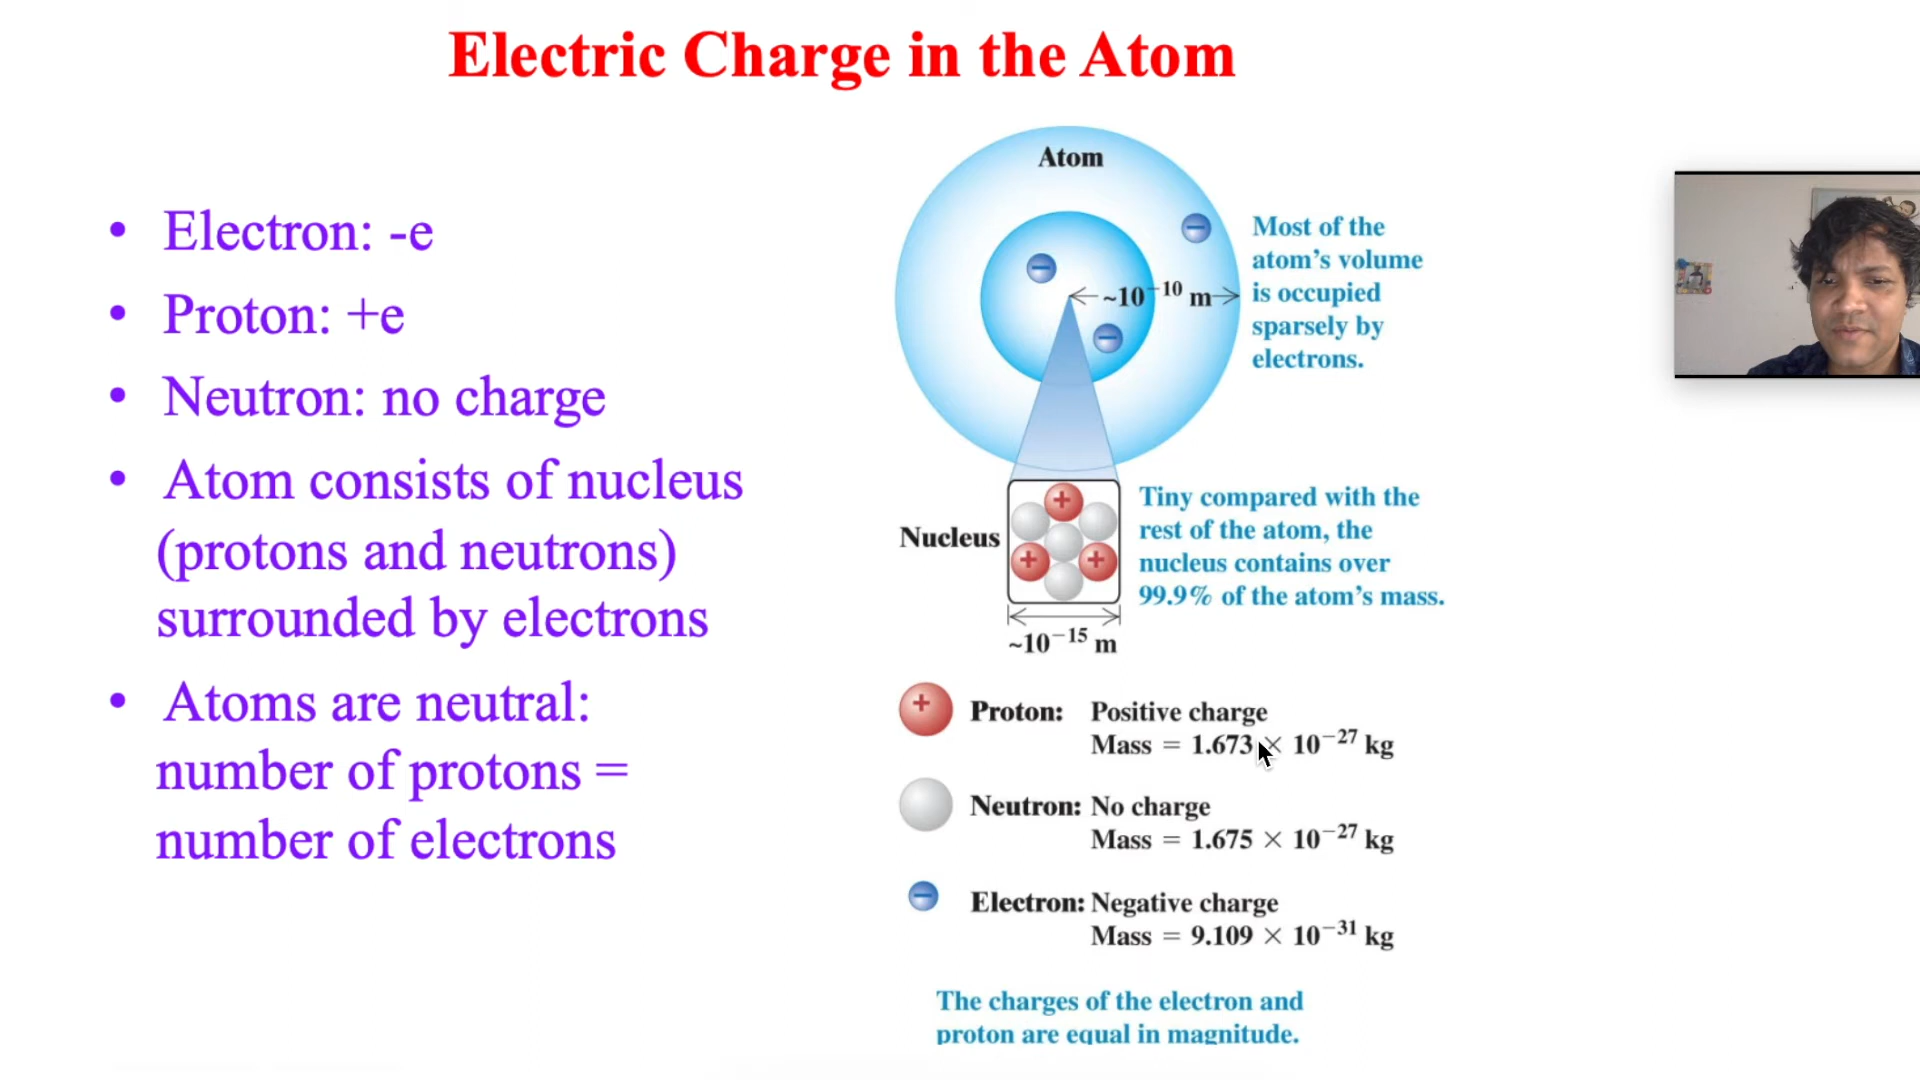 Electric Charge in the Atom
• Electron: -e
• Proton: +e
• Neutron: no charge
• Atom consists of nucleus
(protons and neutrons)
surrounded by electrons
• Atoms are neutral:
number of protons =
number of electrons
Atom
~10⁻¹⁰ m
Most of the
atom's volume
is occupied
sparsely by
electrons.
Nucleus
~10⁻¹⁵ m
Tiny compared with the
rest of the atom, the
nucleus contains over
99.9% of the atom's mass.
Proton: Positive charge
Mass = 1.673 × 10⁻²⁷ kg
Neutron: No charge
Mass = 1.675 × 10⁻²⁷ kg
Electron: Negative charge
Mass = 9.109 × 10⁻³¹ kg
The charges of the electron and
proton are equal in magnitude.